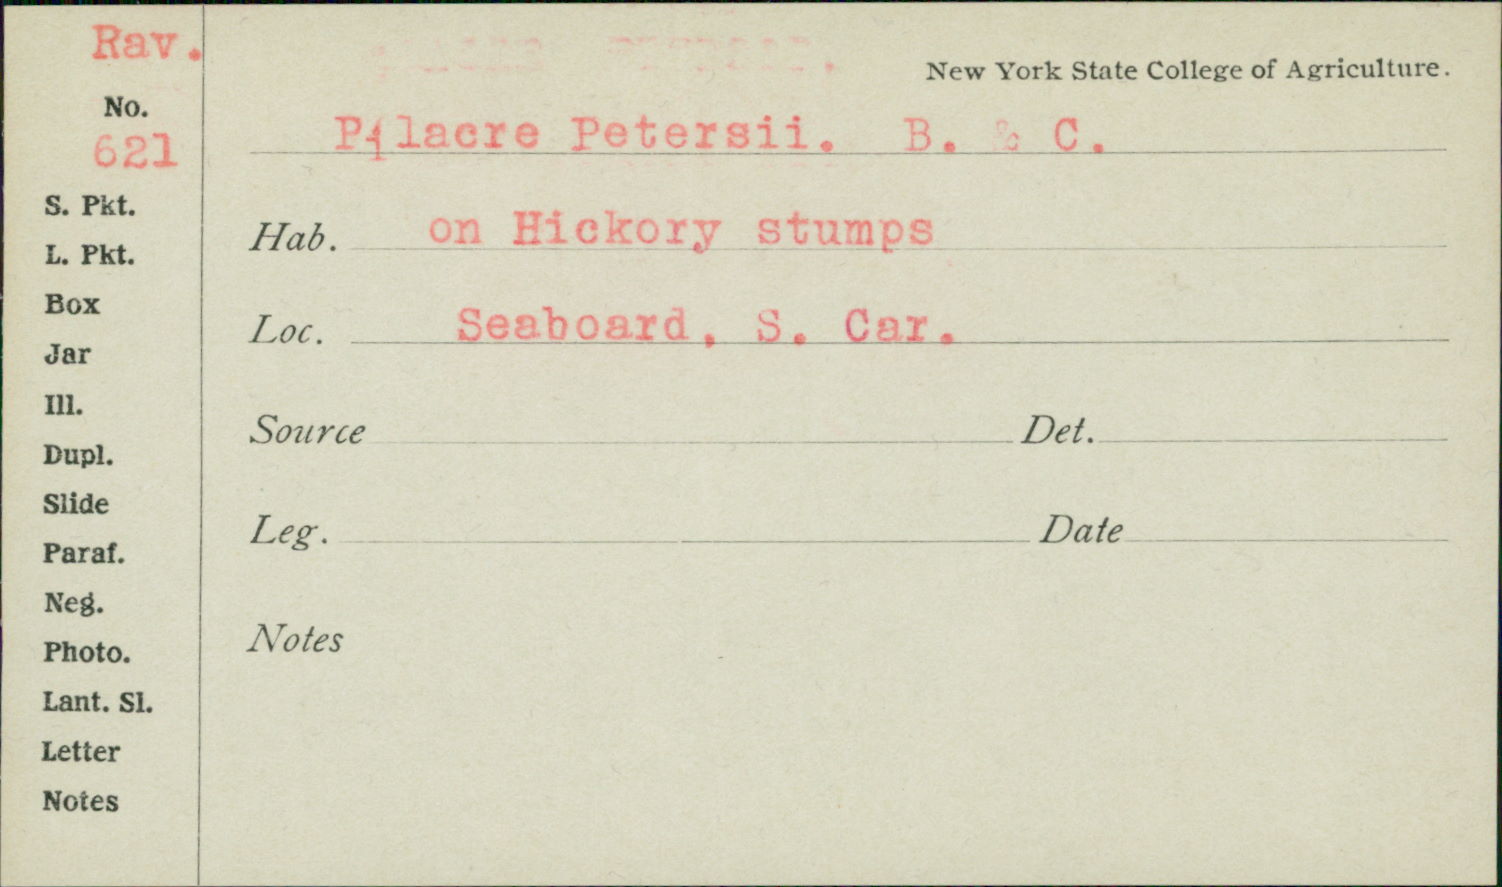 Rav.
New York State College of Agriculture.
No.
621
Pilacre Petersii. B. & C.
Hab. on Hickory stumps
Loc. Seaboard, S. Car.
Source Det.
Leg. Date
Notes
S. Pkt.
L. Pkt.
Box
Jar
Ill.
Dupl.
Slide
Paraf.
Neg.
Photo.
Lant. Sl.
Letter
Notes